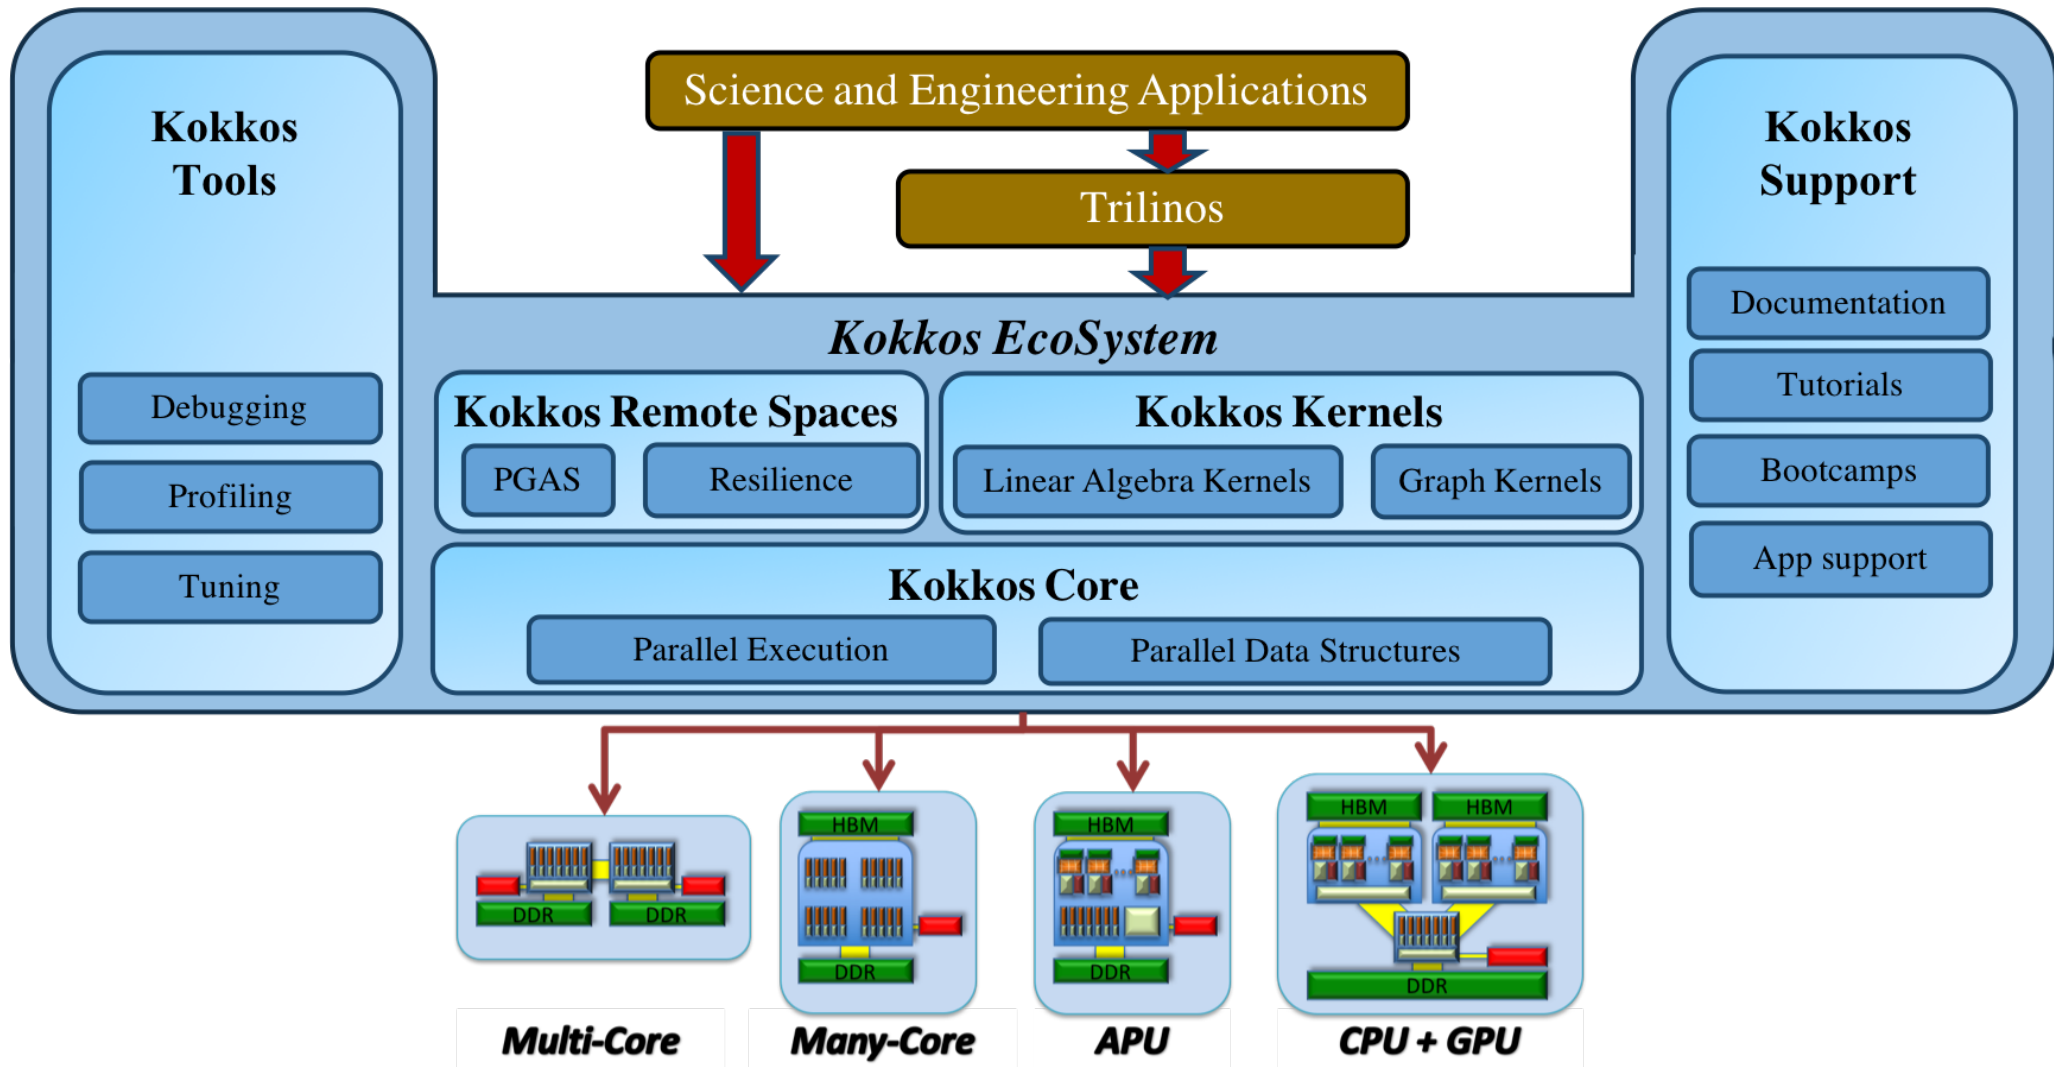 Science and Engineering Applications
Trilinos
Kokkos
Tools
Debugging
Profiling
Tuning
Kokkos EcoSystem
Kokkos Remote Spaces
PGAS
Resilience
Kokkos Kernels
Linear Algebra Kernels
Graph Kernels
Kokkos Core
Parallel Execution
Parallel Data Structures
Kokkos
Support
Documentation
Tutorials
Bootcamps
App support
DDR
DDR
Multi-Core
HBM
DDR
Many-Core
HBM
DDR
APU
HBM
HBM
DDR
CPU + GPU